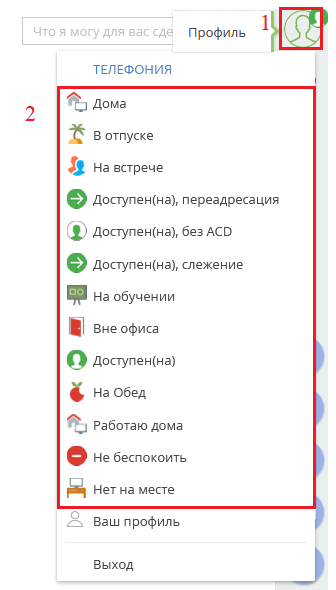 Что я могу для вас сде
Профиль
1
ТЕЛЕФОНИЯ
2
Дома
В отпуске
На встрече
Доступен(на), переадресация
Доступен(на), без ACD
Доступен(на), слежение
На обучении
Вне офиса
Доступен(на)
На Обед
Работаю дома
Не беспокоить
Нет на месте
Ваш профиль
Выход